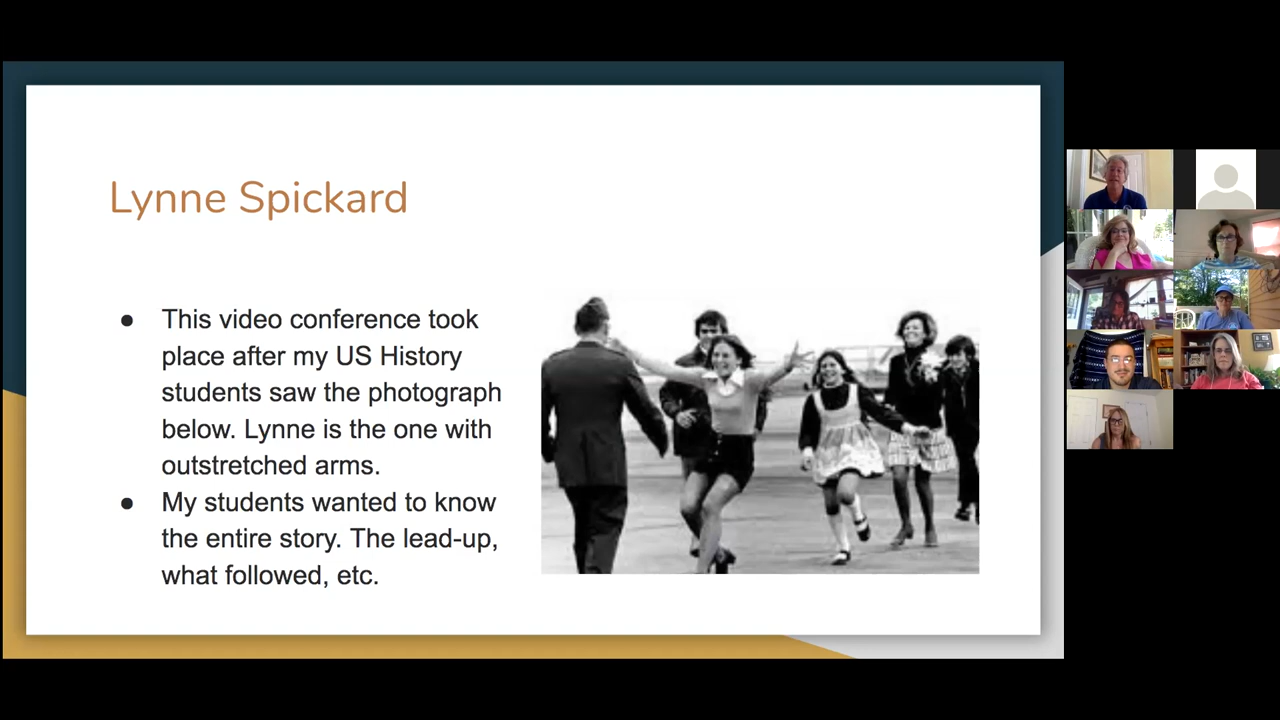 Lynne Spickard
● This video conference took
place after my US History
students saw the photograph
below. Lynne is the one with
outstretched arms.
● My students wanted to know
the entire story. The lead-up,
what followed, etc.